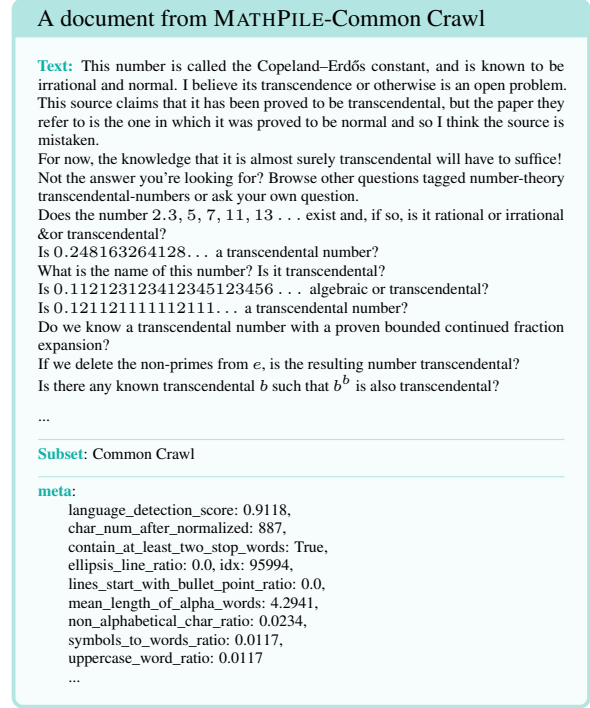 A document from MATHPILE-Common Crawl
Text: This number is called the Copeland–Erdős constant, and is known to be
irrational and normal. I believe its transcendence or otherwise is an open problem.
This source claims that it has been proved to be transcendental, but the paper they
refer to is the one in which it was proved to be normal and so I think the source is
mistaken.
For now, the knowledge that it is almost surely transcendental will have to suffice!
Not the answer you're looking for? Browse other questions tagged number-theory
transcendental-numbers or ask your own question.
Does the number 2.3, 5, 7, 11, 13 ... exist and, if so, is it rational or irrational
&or transcendental?
Is 0.248163264128... a transcendental number?
What is the name of this number? Is it transcendental?
Is 0.112123123412345123456 ... algebraic or transcendental?
Is 0.121121111112111... a transcendental number?
Do we know a transcendental number with a proven bounded continued fraction
expansion?
If we delete the non-primes from e, is the resulting number transcendental?
Is there any known transcendental b such that b^b is also transcendental?
...
Subset: Common Crawl
meta:
language_detection_score: 0.9118,
char_num_after_normalized: 887,
contain_at_least_two_stop_words: True,
ellipsis_line_ratio: 0.0, idx: 95994,
lines_start_with_bullet_point_ratio: 0.0,
mean_length_of_alpha_words: 4.2941,
non_alphabetical_char_ratio: 0.0234,
symbols_to_words_ratio: 0.0117,
uppercase_word_ratio: 0.0117
...